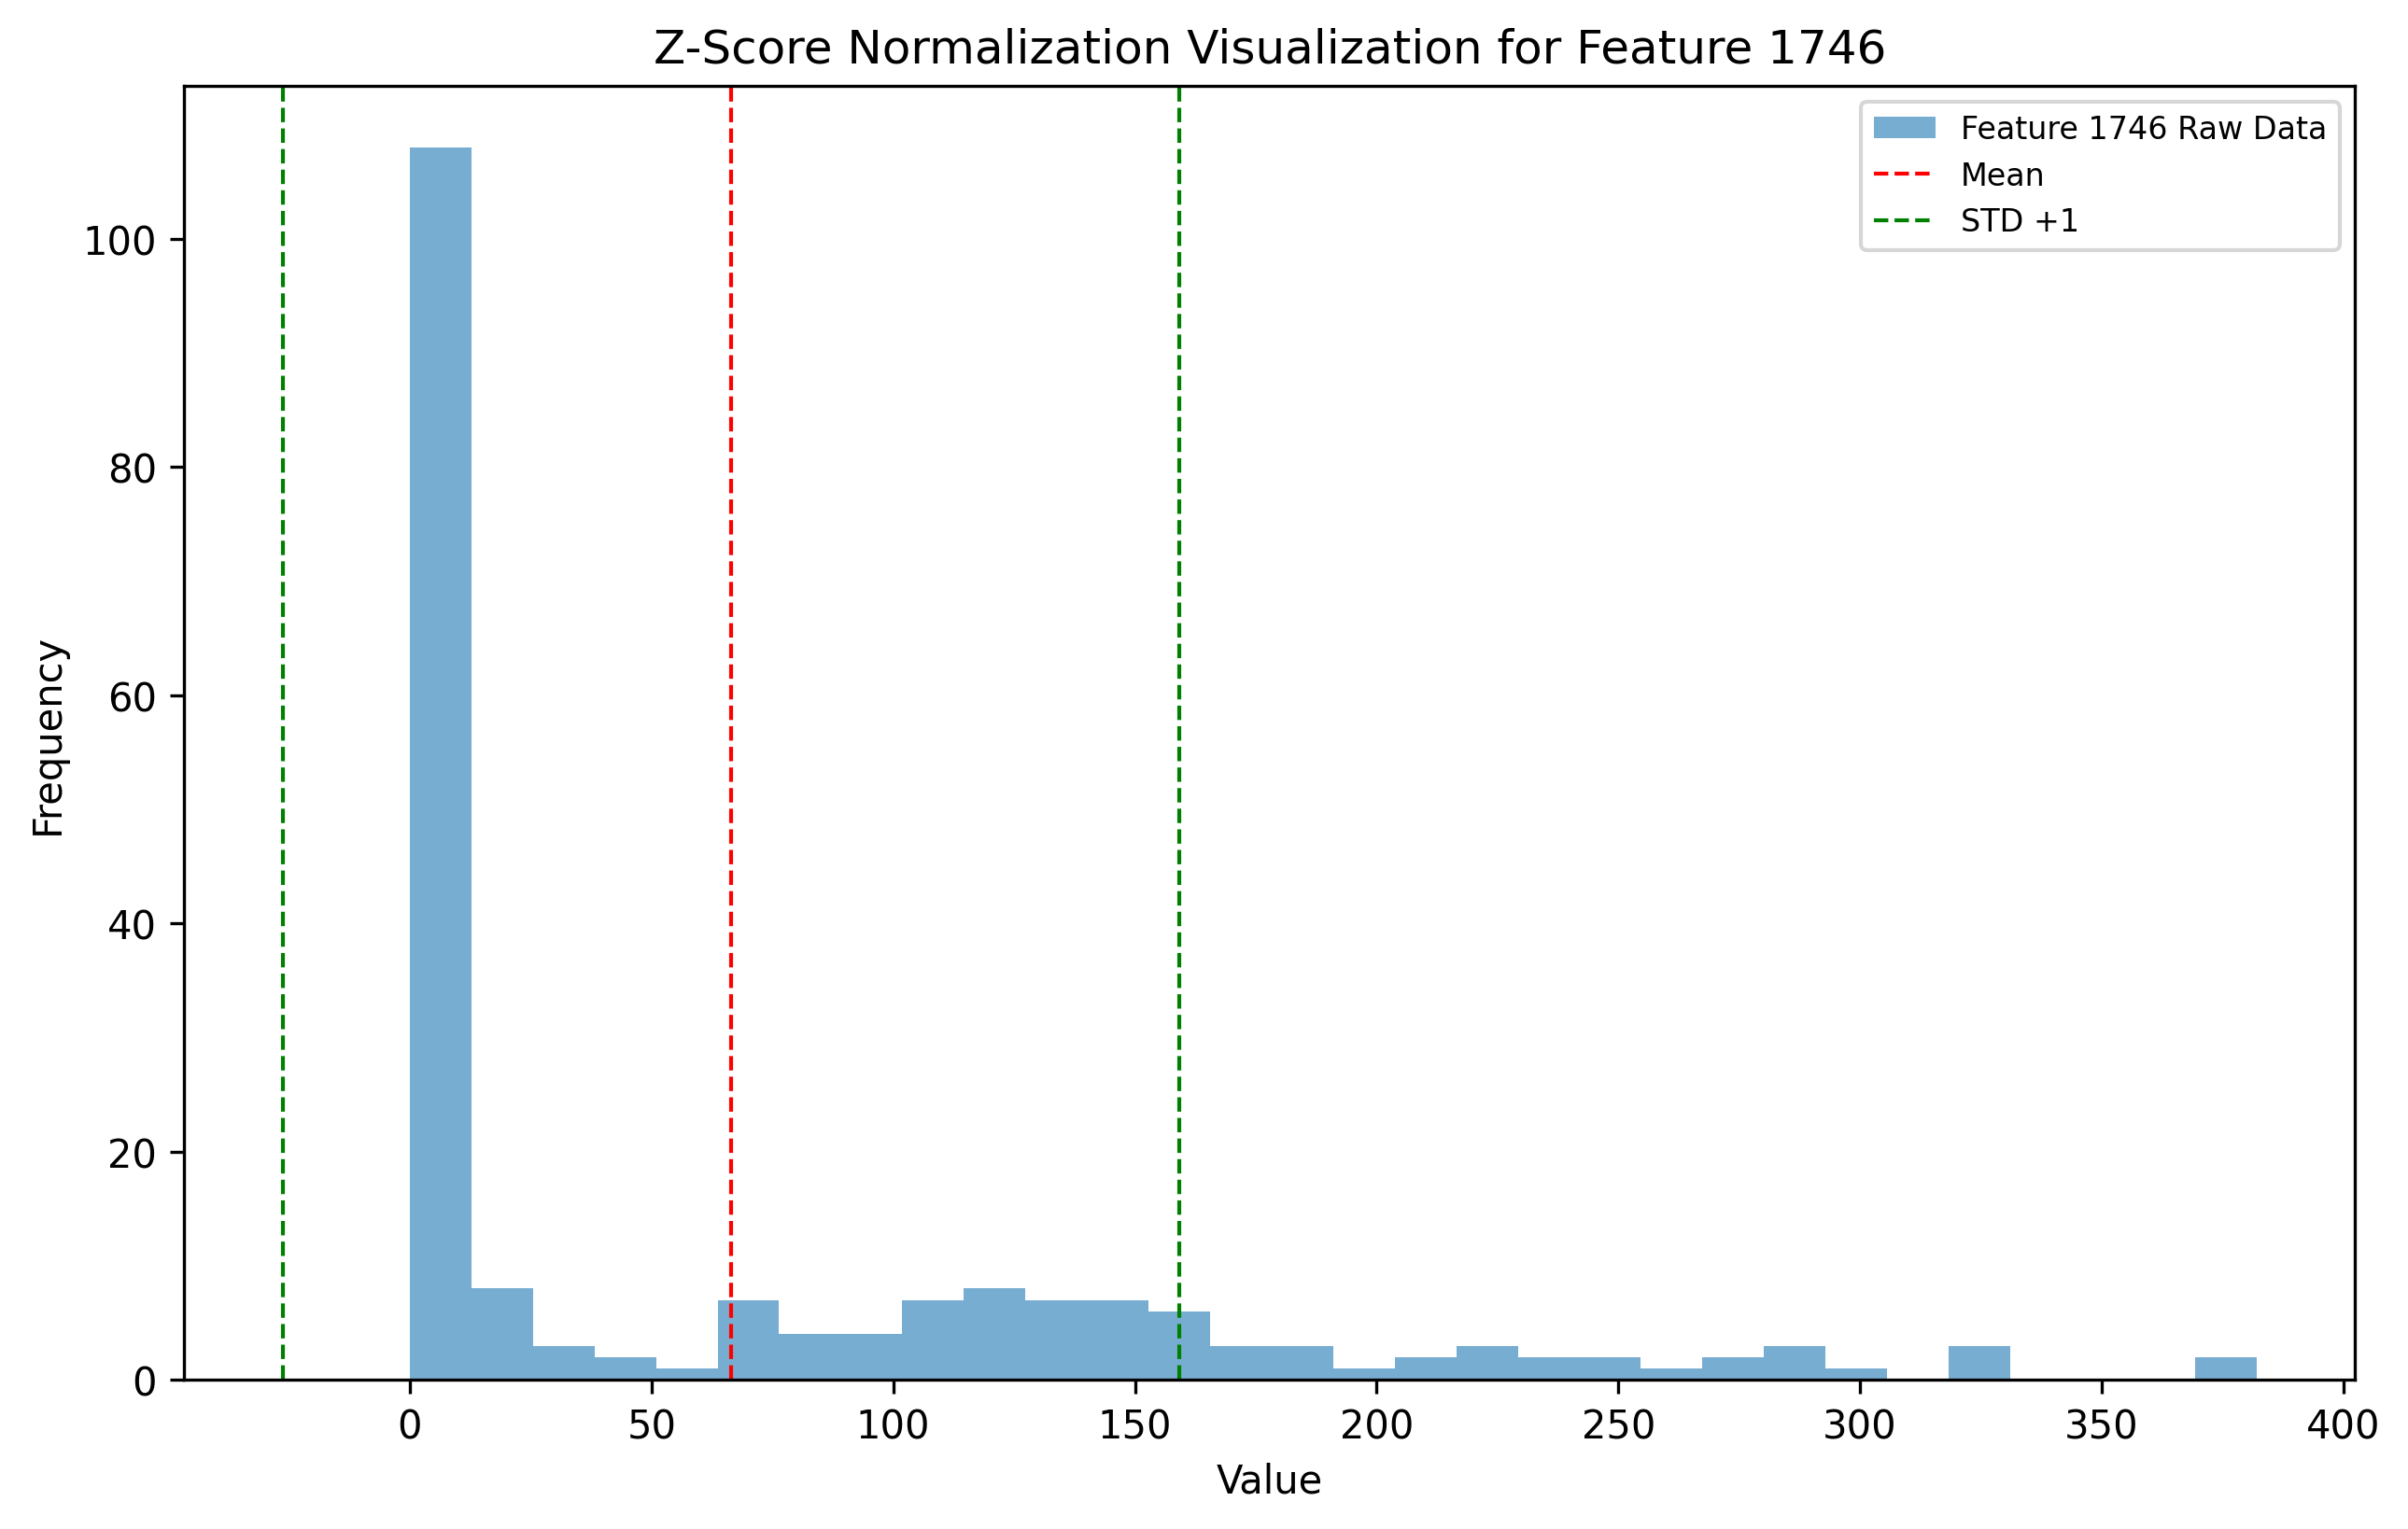 Z-Score Normalization Visualization for Feature 1746
Feature 1746 Raw Data
Mean
STD +1
100
80
60
40
20
0
Frequency
0 50 100 150 200 250 300 350 400
Value